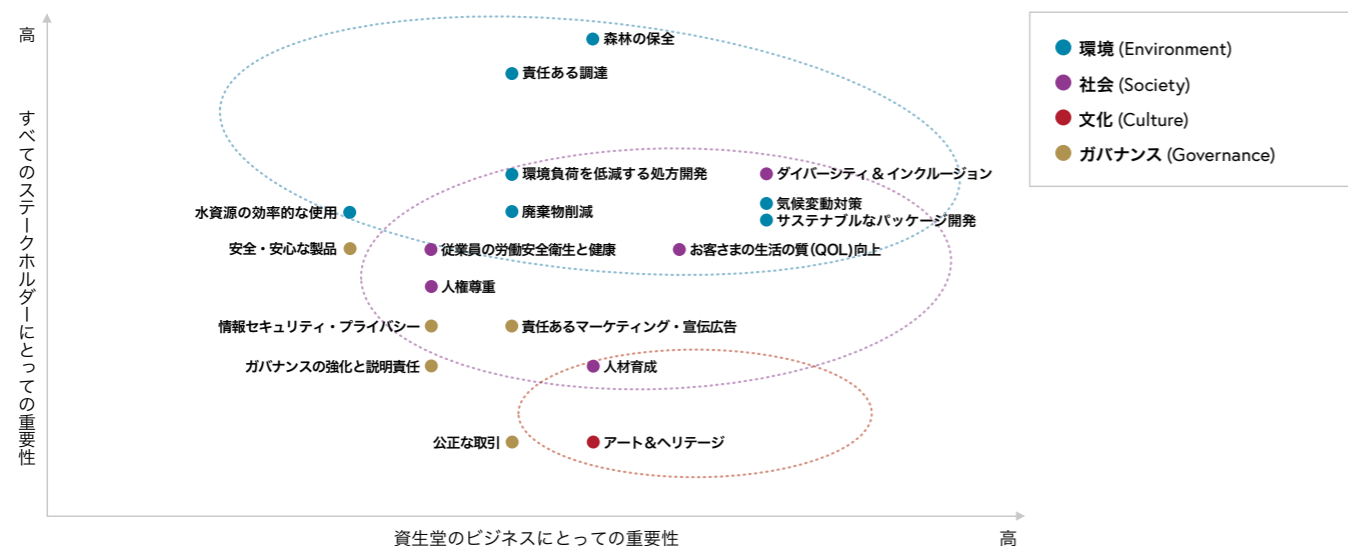 高
すべてのステークホルダーにとっての重要性
森林の保全
責任ある調達
環境負荷を低減する処方開発
ダイバーシティ & インクルージョン
気候変動対策
水資源の効率的な使用
廃棄物削減
サステナブルなパッケージ開発
安全・安心な製品
従業員の労働安全衛生と健康
お客さまの生活の質(QOL)向上
人権尊重
情報セキュリティ・プライバシー
責任あるマーケティング・宣伝広告
ガバナンスの強化と説明責任
人材育成
公正な取引
アート&ヘリテージ
資生堂のビジネスにとっての重要性
高
環境 (Environment)
社会 (Society)
文化 (Culture)
ガバナンス (Governance)